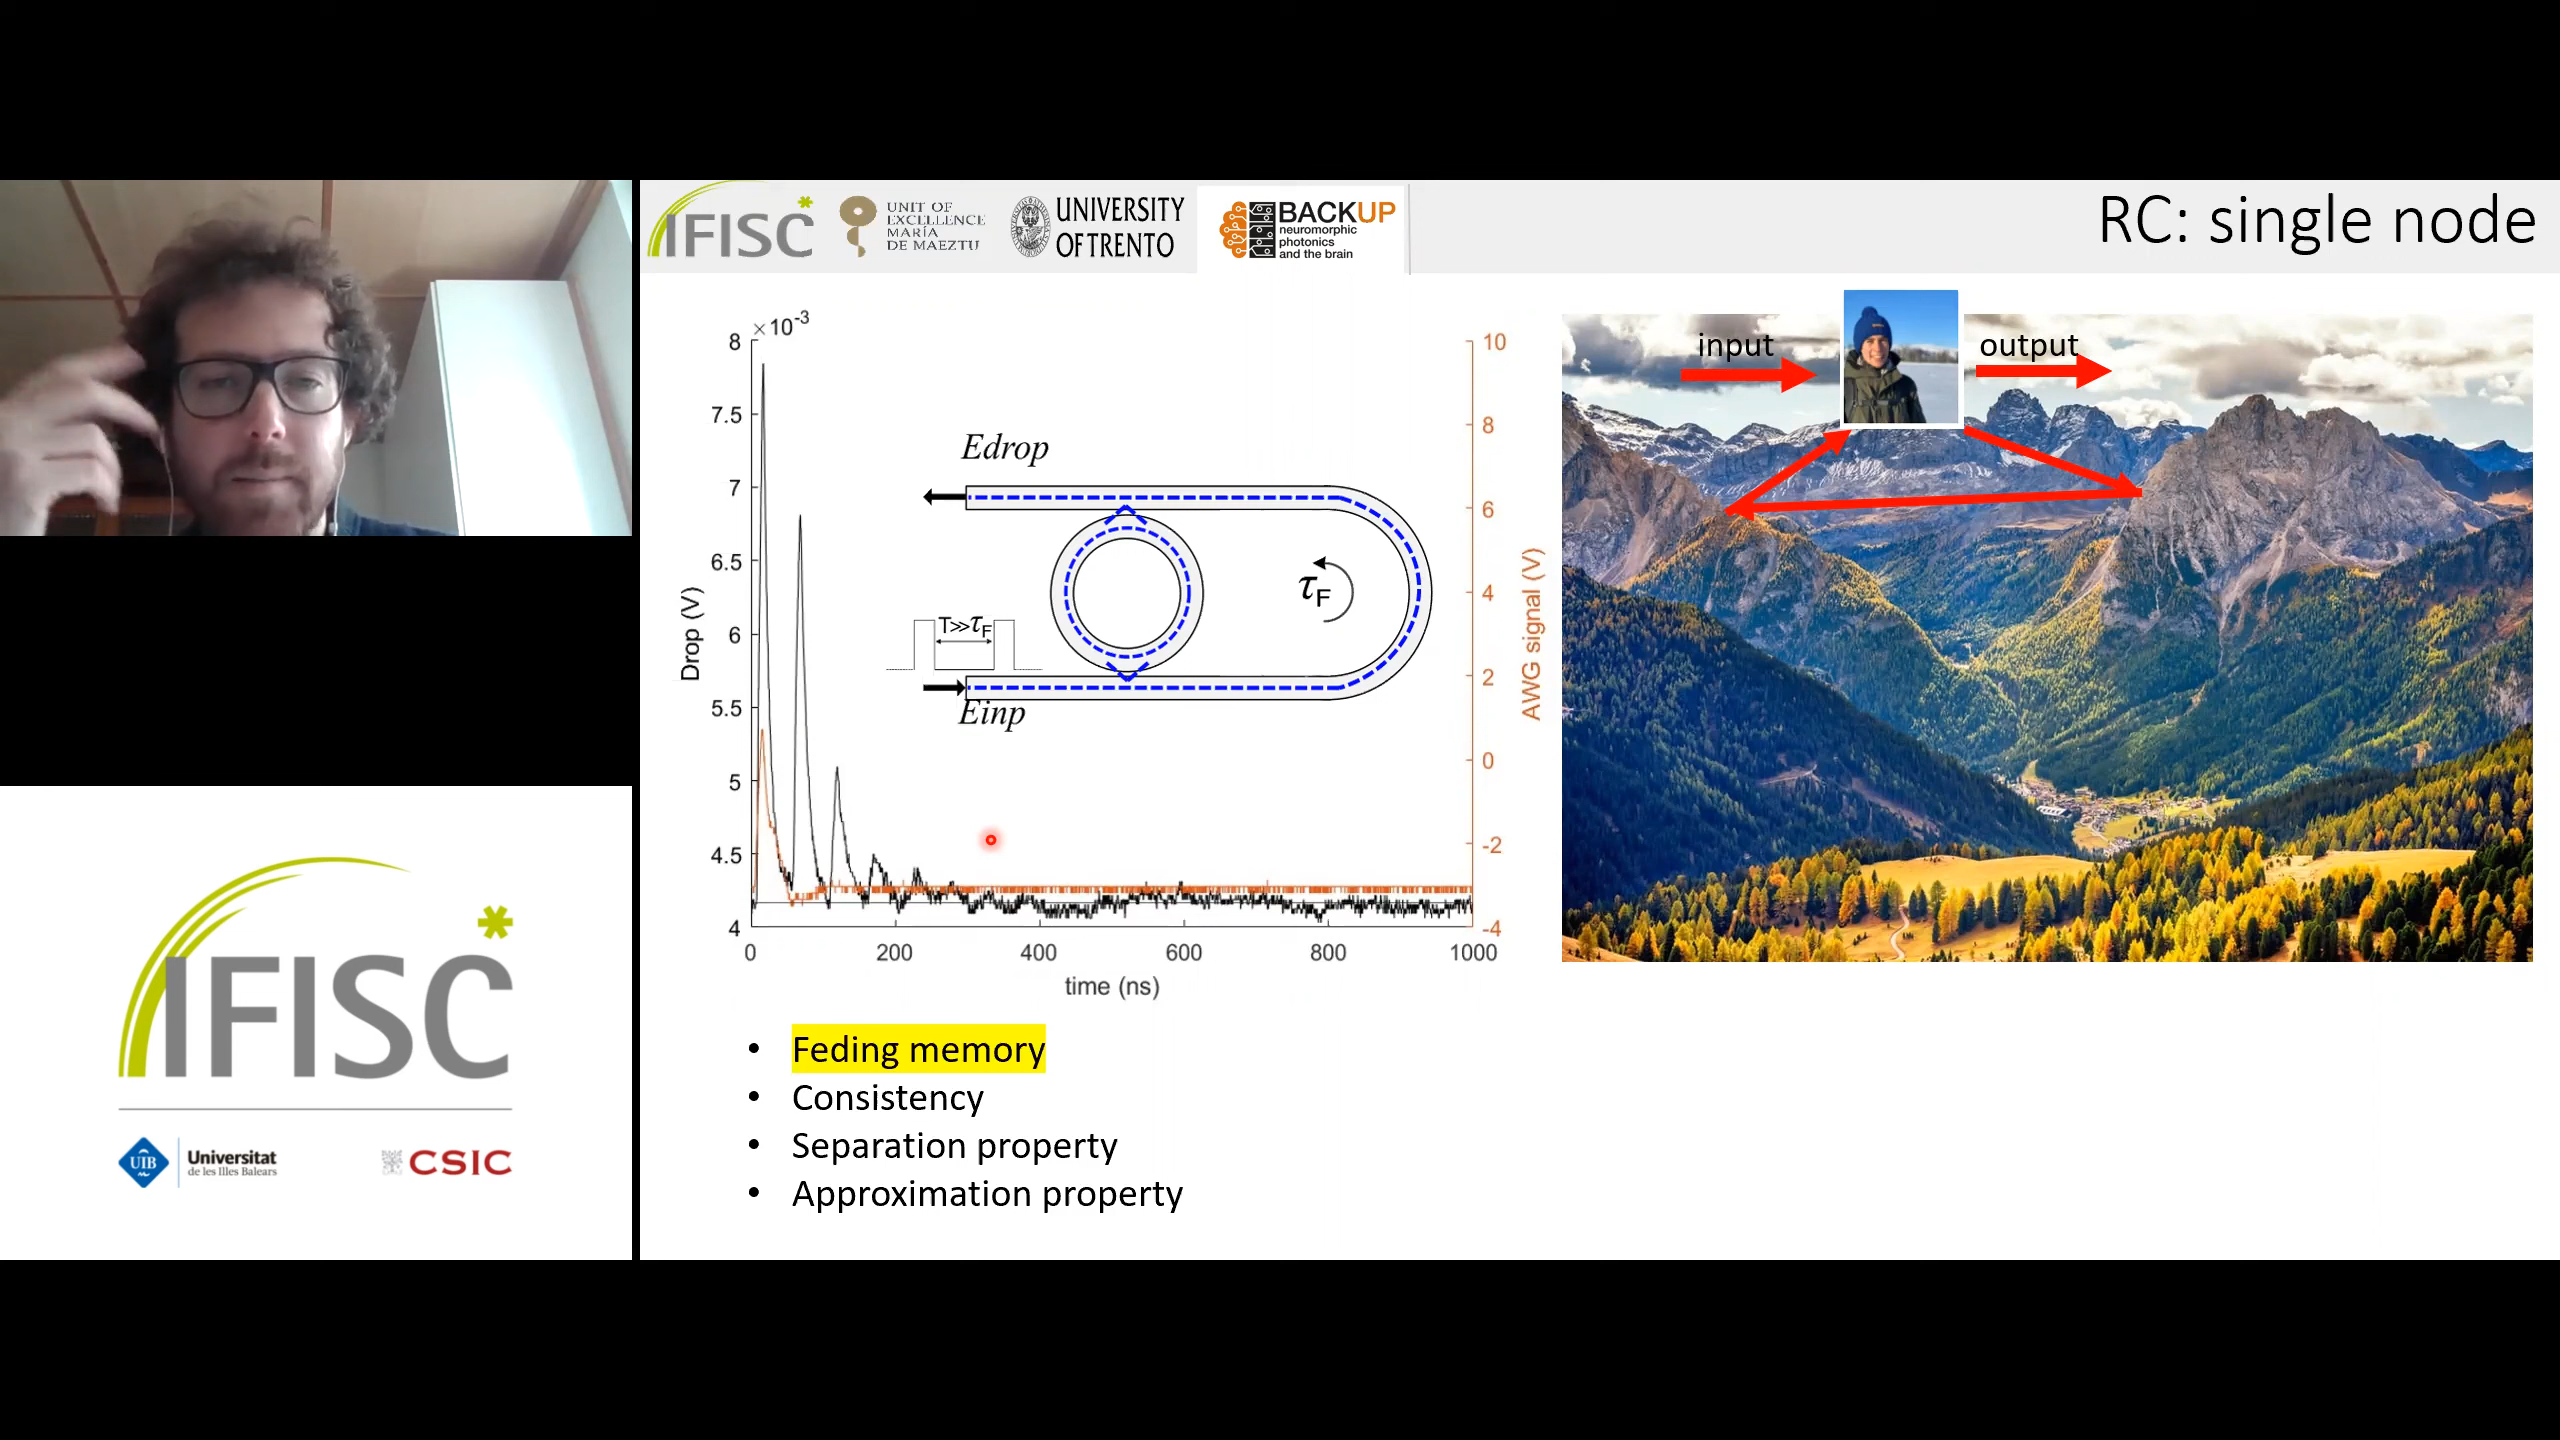 IFISC
UNIT OF
EXCELLENCE
MARÍA
DE MAEZTU
UNIVERSITY
OF TRENTO
BACKUP
neuromorphic
photonics
and the brain
RC: single node
×10-3
8
7.5
7
6.5
6
5.5
5
4.5
4
Drop (V)
Edrop
T≫τF
τF
Einp
10
8
6
4
2
0
-2
-4
AWG signal (V)
0 200 400 600 800 1000
time (ns)
input
output
• Feding memory
• Consistency
• Separation property
• Approximation property
IFISC
UIB
Universitat
de les Illes Balears
CSIC